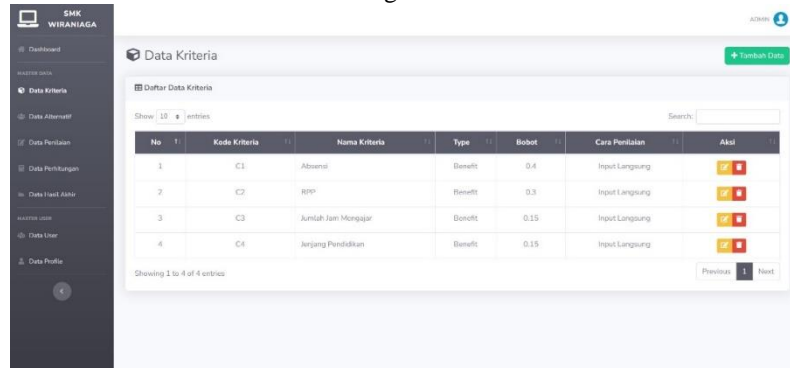 SMK
WIRANIAGA
ADMIN
Dashboard
MASTER DATA
Data Kriteria
Data Alternatif
Data Penilaian
Data Perhitungan
Data Hasil Akhir
MASTER USER
Data User
Data Profile
Data Kriteria
+ Tambah Data
Daftar Data Kriteria
Show 10 entries
Search:
No Kode Kriteria Nama Kriteria Type Bobot Cara Penilaian Aksi
1 C1 Absensi Benefit 0.4 Input Langsung
2 C2 RPP Benefit 0.3 Input Langsung
3 C3 Jumlah Jam Mengajar Benefit 0.15 Input Langsung
4 C4 Jenjang Pendidikan Benefit 0.15 Input Langsung
Showing 1 to 4 of 4 entries
Previous 1 Next